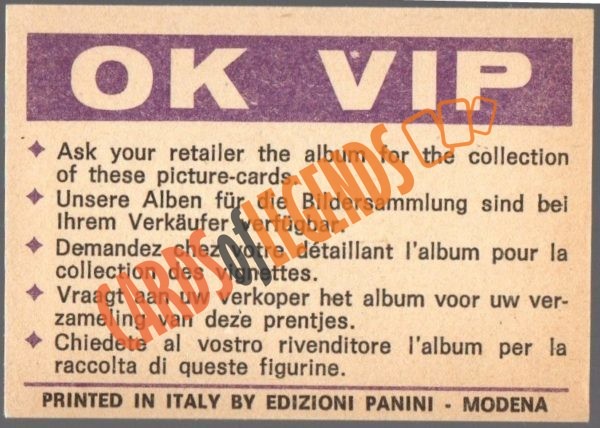 OK VIP
Ask your retailer the album for the collection
of these picture-cards.
Unsere Alben für die Bildersammlung sind bei
Ihrem Verkäufer verfügbar.
Demandez chez votre détaillant l'album pour la
collection des vignettes.
Vraagt aan uw verkoper het album voor uw ver-
zameling van deze prentjes.
Chiedete al vostro rivenditore l'album per la
raccolta di queste figurine.
PRINTED IN ITALY BY EDIZIONI PANINI - MODENA
CARDS of LEGENDS